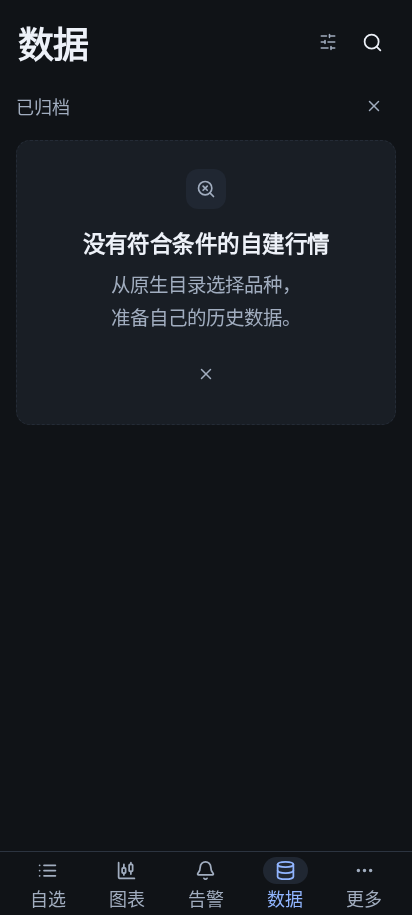 数据
已归档
没有符合条件的自建行情
从原生目录选择品种，
准备自己的历史数据。
自选
图表
告警
数据
更多